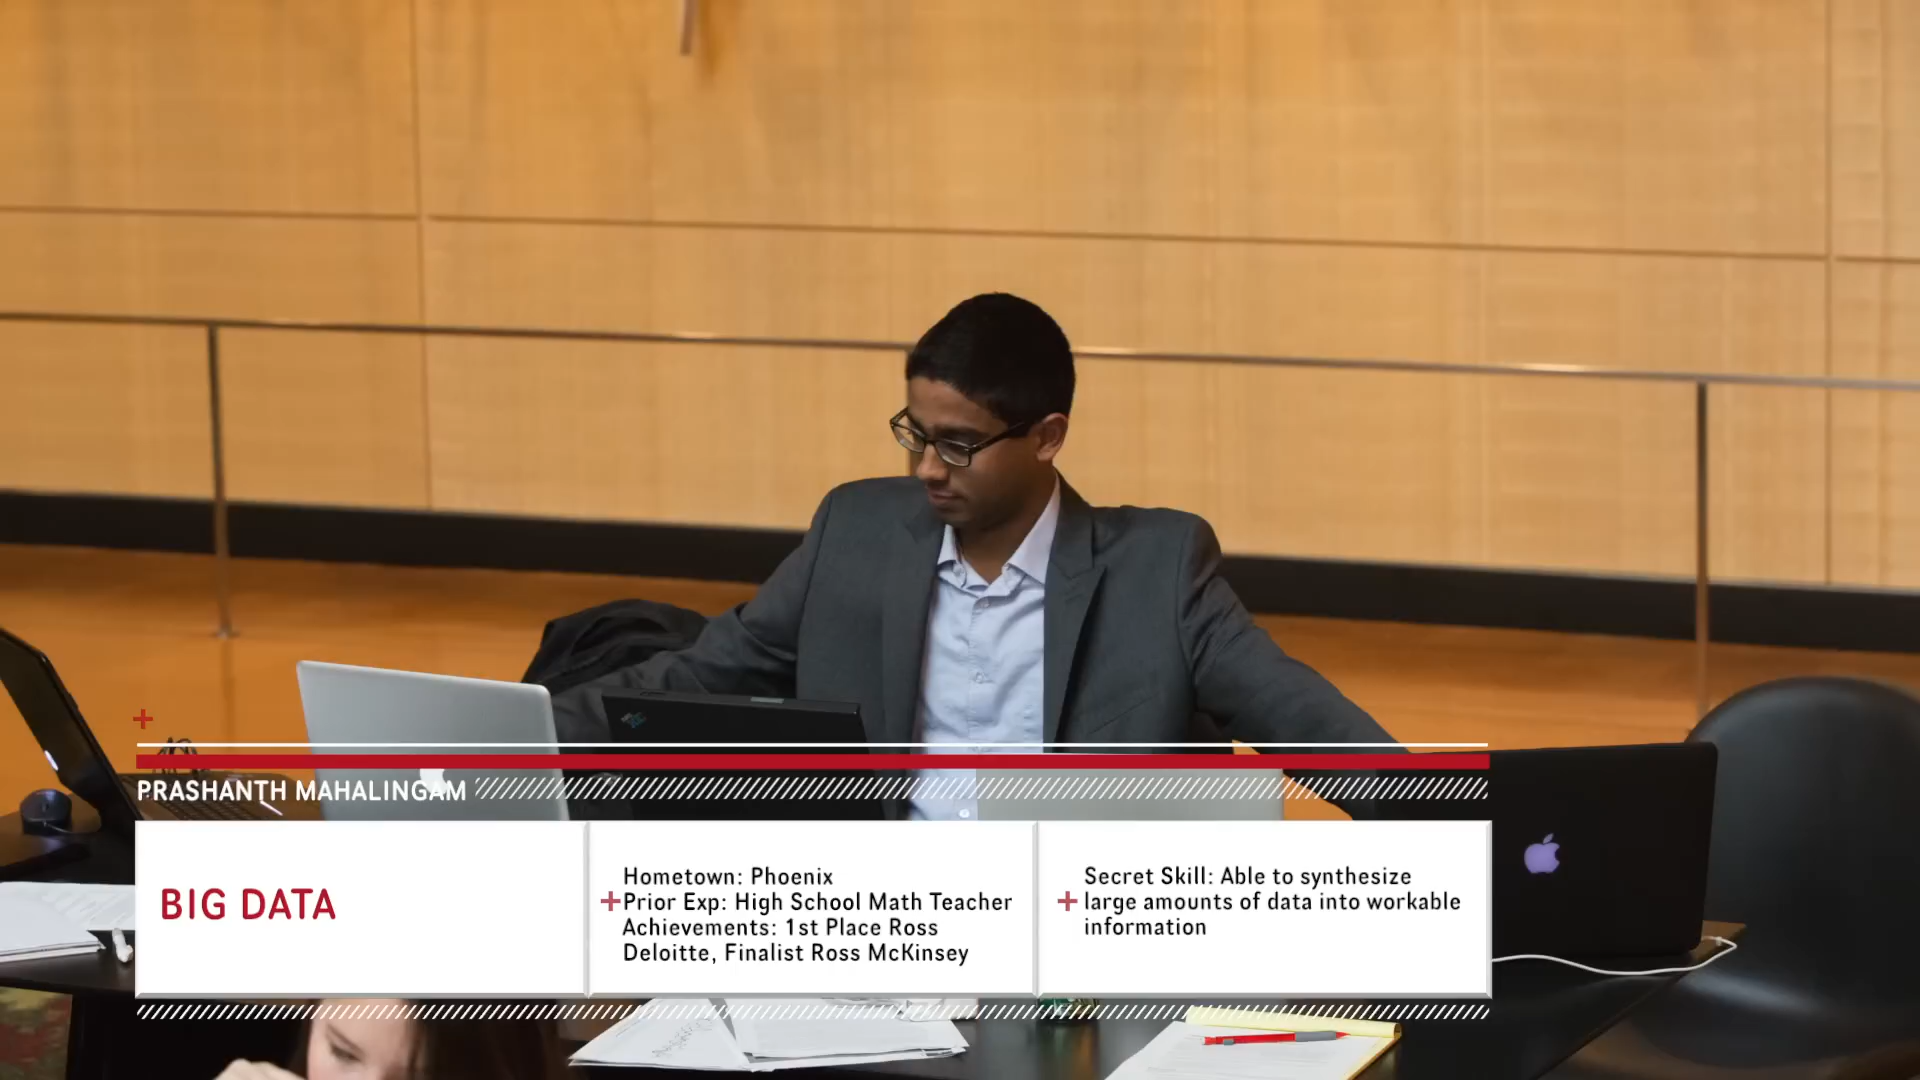 PRASHANTH MAHALINGAM
BIG DATA
Hometown: Phoenix
Prior Exp: High School Math Teacher
Achievements: 1st Place Ross
Deloitte, Finalist Ross McKinsey
Secret Skill: Able to synthesize
large amounts of data into workable
information